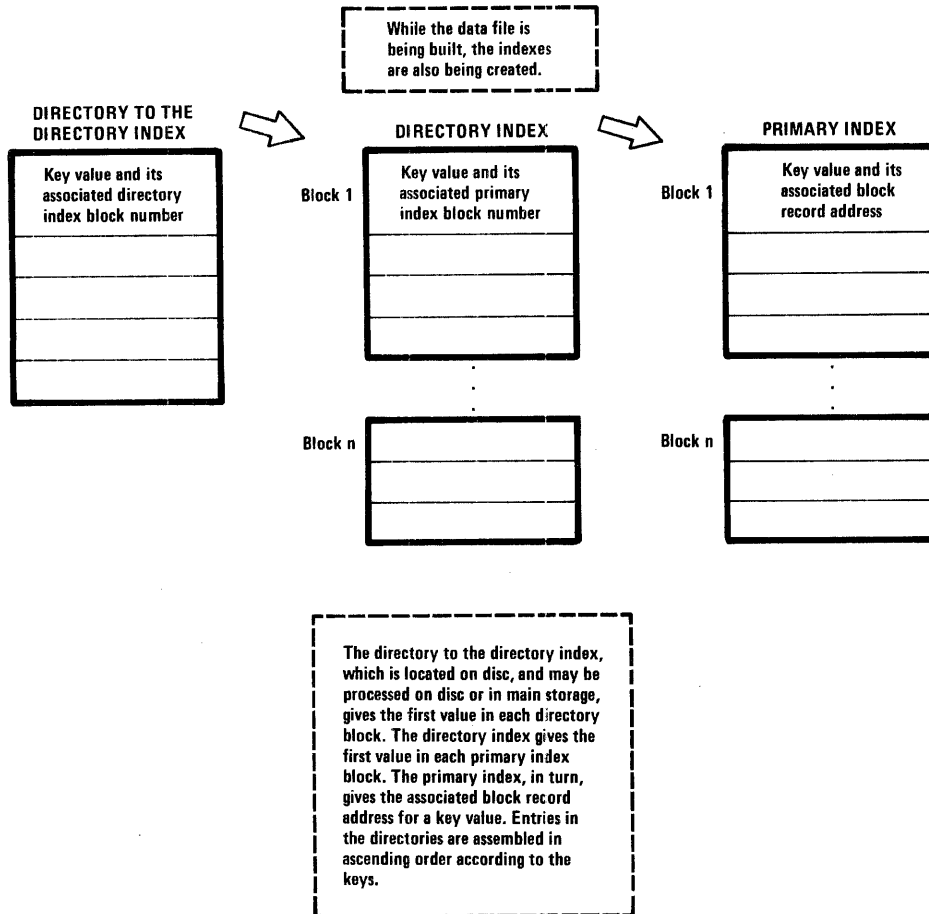 While the data file is
being built, the indexes
are also being created.
DIRECTORY TO THE
DIRECTORY INDEX
DIRECTORY INDEX
PRIMARY INDEX
Key value and its
associated directory
index block number
Block 1
Key value and its
associated primary
index block number
Block 1
Key value and its
associated block
record address
Block n
Block n
The directory to the directory index,
which is located on disc, and may be
processed on disc or in main storage,
gives the first value in each directory
block. The directory index gives the
first value in each primary index
block. The primary index, in turn,
gives the associated block record
address for a key value. Entries in
the directories are assembled in
ascending order according to the
keys.